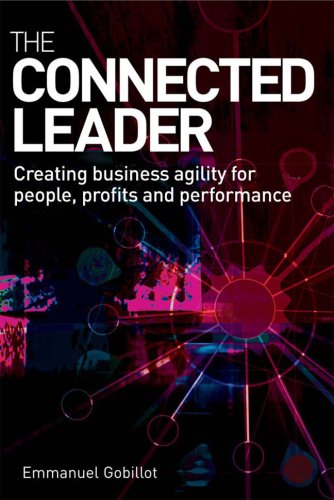 THE
CONNECTED
LEADER
Creating business agility for
people, profits and performance
Emmanuel Gobillot